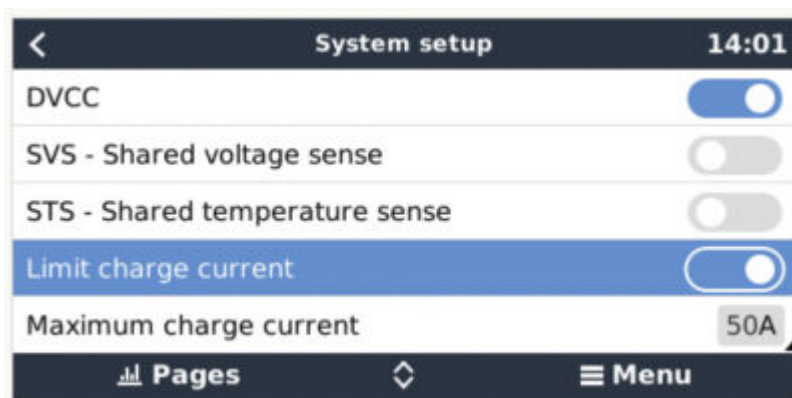 System setup 14:01
DVCC
SVS - Shared voltage sense
STS - Shared temperature sense
Limit charge current
Maximum charge current 50A
Pages Menu